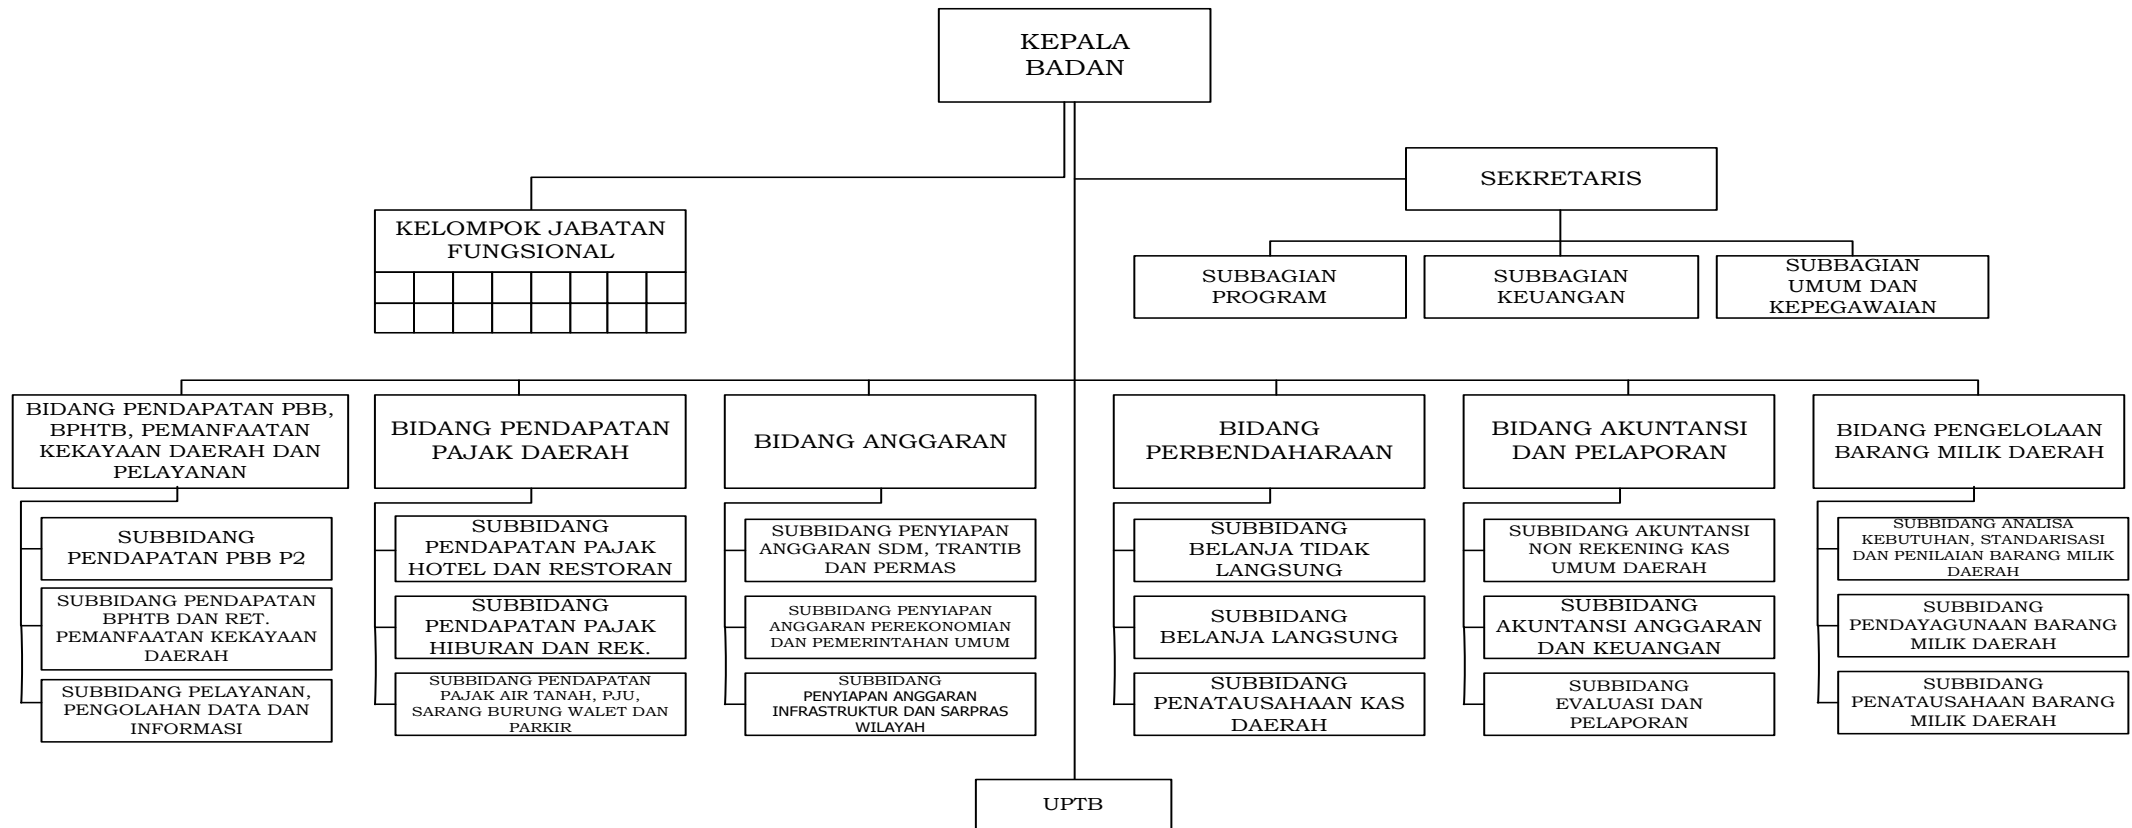 KEPALA
BADAN
SEKRETARIS
KELOMPOK JABATAN
FUNGSIONAL
SUBBAGIAN
PROGRAM
SUBBAGIAN
KEUANGAN
SUBBAGIAN
UMUM DAN
KEPEGAWAIAN
BIDANG PENDAPATAN PBB,
BPHTB, PEMANFAATAN
KEKAYAAN DAERAH DAN
PELAYANAN
BIDANG PENDAPATAN
PAJAK DAERAH
BIDANG ANGGARAN
BIDANG
PERBENDAHARAAN
BIDANG AKUNTANSI
DAN PELAPORAN
BIDANG PENGELOLAAN
BARANG MILIK DAERAH
SUBBIDANG
PENDAPATAN PBB P2
SUBBIDANG
PENDAPATAN PAJAK
HOTEL DAN RESTORAN
SUBBIDANG PENYIAPAN
ANGGARAN SDM, TRANTIB
DAN PERMAS
SUBBIDANG
BELANJA TIDAK
LANGSUNG
SUBBIDANG AKUNTANSI
NON REKENING KAS
UMUM DAERAH
SUBBIDANG ANALISA
KEBUTUHAN, STANDARISASI
DAN PENILAIAN BARANG MILIK
DAERAH
SUBBIDANG PENDAPATAN
BPHTB DAN RET.
PEMANFAATAN KEKAYAAN
DAERAH
SUBBIDANG
PENDAPATAN PAJAK
HIBURAN DAN REK.
SUBBIDANG PENYIAPAN
ANGGARAN PEREKONOMIAN
DAN PEMERINTAHAN UMUM
SUBBIDANG
BELANJA LANGSUNG
SUBBIDANG
AKUNTANSI ANGGARAN
DAN KEUANGAN
SUBBIDANG
PENDAYAGUNAAN BARANG
MILIK DAERAH
SUBBIDANG PELAYANAN,
PENGOLAHAN DATA DAN
INFORMASI
SUBBIDANG PENDAPATAN
PAJAK AIR TANAH, PJU,
SARANG BURUNG WALET DAN
PARKIR
SUBBIDANG
PENYIAPAN ANGGARAN
INFRASTRUKTUR DAN SARPRAS
WILAYAH
SUBBIDANG
PENATAUSAHAAN KAS
DAERAH
SUBBIDANG
EVALUASI DAN
PELAPORAN
SUBBIDANG
PENATAUSAHAAN BARANG
MILIK DAERAH
UPTB